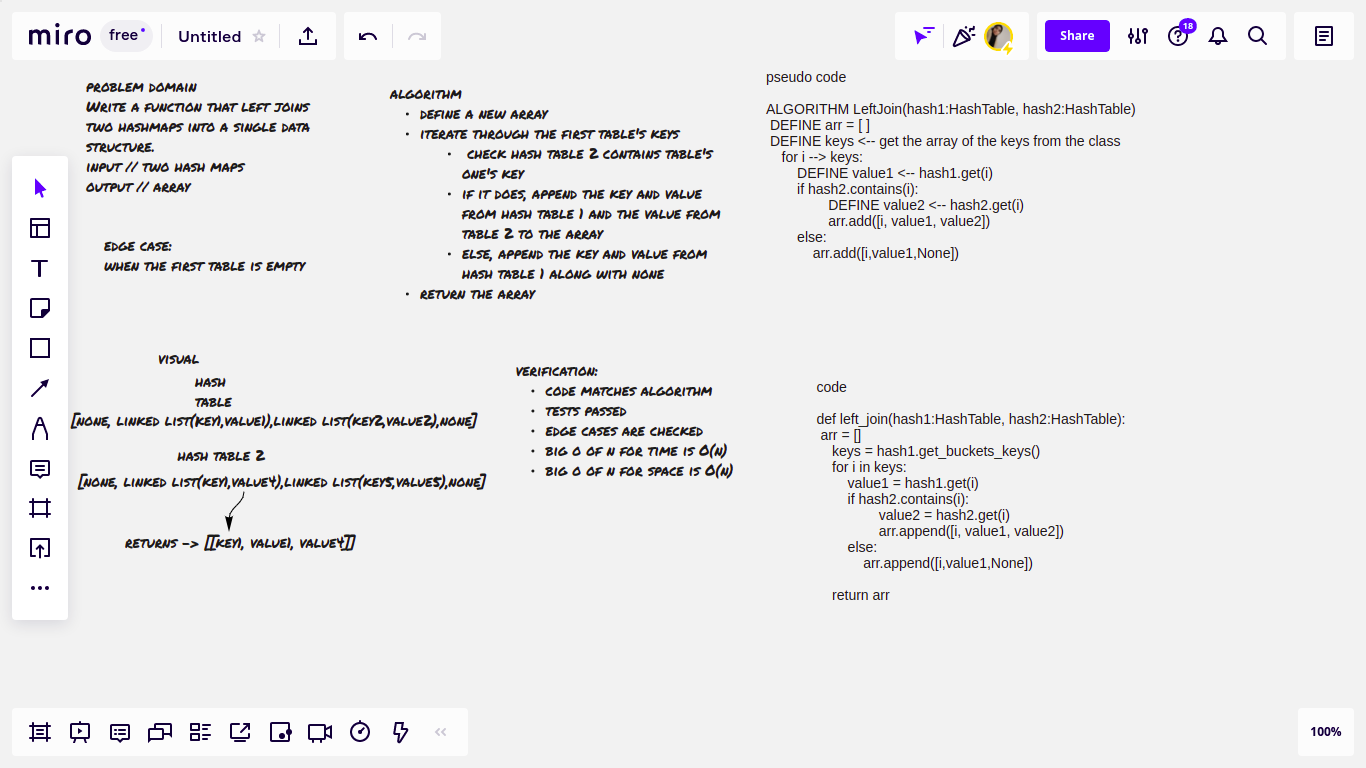 miro
free
Untitled
18
Share
PROBLEM DOMAIN
WRITE A FUNCTION THAT LEFT JOINS
TWO HASHMAPS INTO A SINGLE DATA
STRUCTURE.
INPUT // TWO HASH MAPS
OUTPUT // ARRAY
EDGE CASE:
WHEN THE FIRST TABLE IS EMPTY
ALGORITHM
• DEFINE A NEW ARRAY
• ITERATE THROUGH THE FIRST TABLE'S KEYS
• CHECK HASH TABLE 2 CONTAINS TABLE'S
ONE'S KEY
• IF IT DOES, APPEND THE KEY AND VALUE
FROM HASH TABLE 1 AND THE VALUE FROM
TABLE 2 TO THE ARRAY
• ELSE, APPEND THE KEY AND VALUE FROM
HASH TABLE 1 ALONG WITH NONE
• RETURN THE ARRAY
pseudo code
ALGORITHM LeftJoin(hash1:HashTable, hash2:HashTable)
DEFINE arr = [ ]
DEFINE keys <-- get the array of the keys from the class
for i --> keys:
DEFINE value1 <-- hash1.get(i)
if hash2.contains(i):
DEFINE value2 <-- hash2.get(i)
arr.add([i, value1, value2])
else:
arr.add([i,value1,None])
VISUAL
HASH
TABLE
[NONE, LINKED LIST(KEY1,VALUE1),LINKED LIST(KEY2,VALUE2),NONE]
HASH TABLE 2
[NONE, LINKED LIST(KEY1,VALUE4),LINKED LIST(KEY5,VALUE5),NONE]
RETURNS -> [[KEY1, VALUE1, VALUE4]]
VERIFICATION:
• CODE MATCHES ALGORITHM
• TESTS PASSED
• EDGE CASES ARE CHECKED
• BIG O OF N FOR TIME IS O(N)
• BIG O OF N FOR SPACE IS O(N)
code
def left_join(hash1:HashTable, hash2:HashTable):
arr = []
keys = hash1.get_buckets_keys()
for i in keys:
value1 = hash1.get(i)
if hash2.contains(i):
value2 = hash2.get(i)
arr.append([i, value1, value2])
else:
arr.append([i,value1,None])
return arr
100%